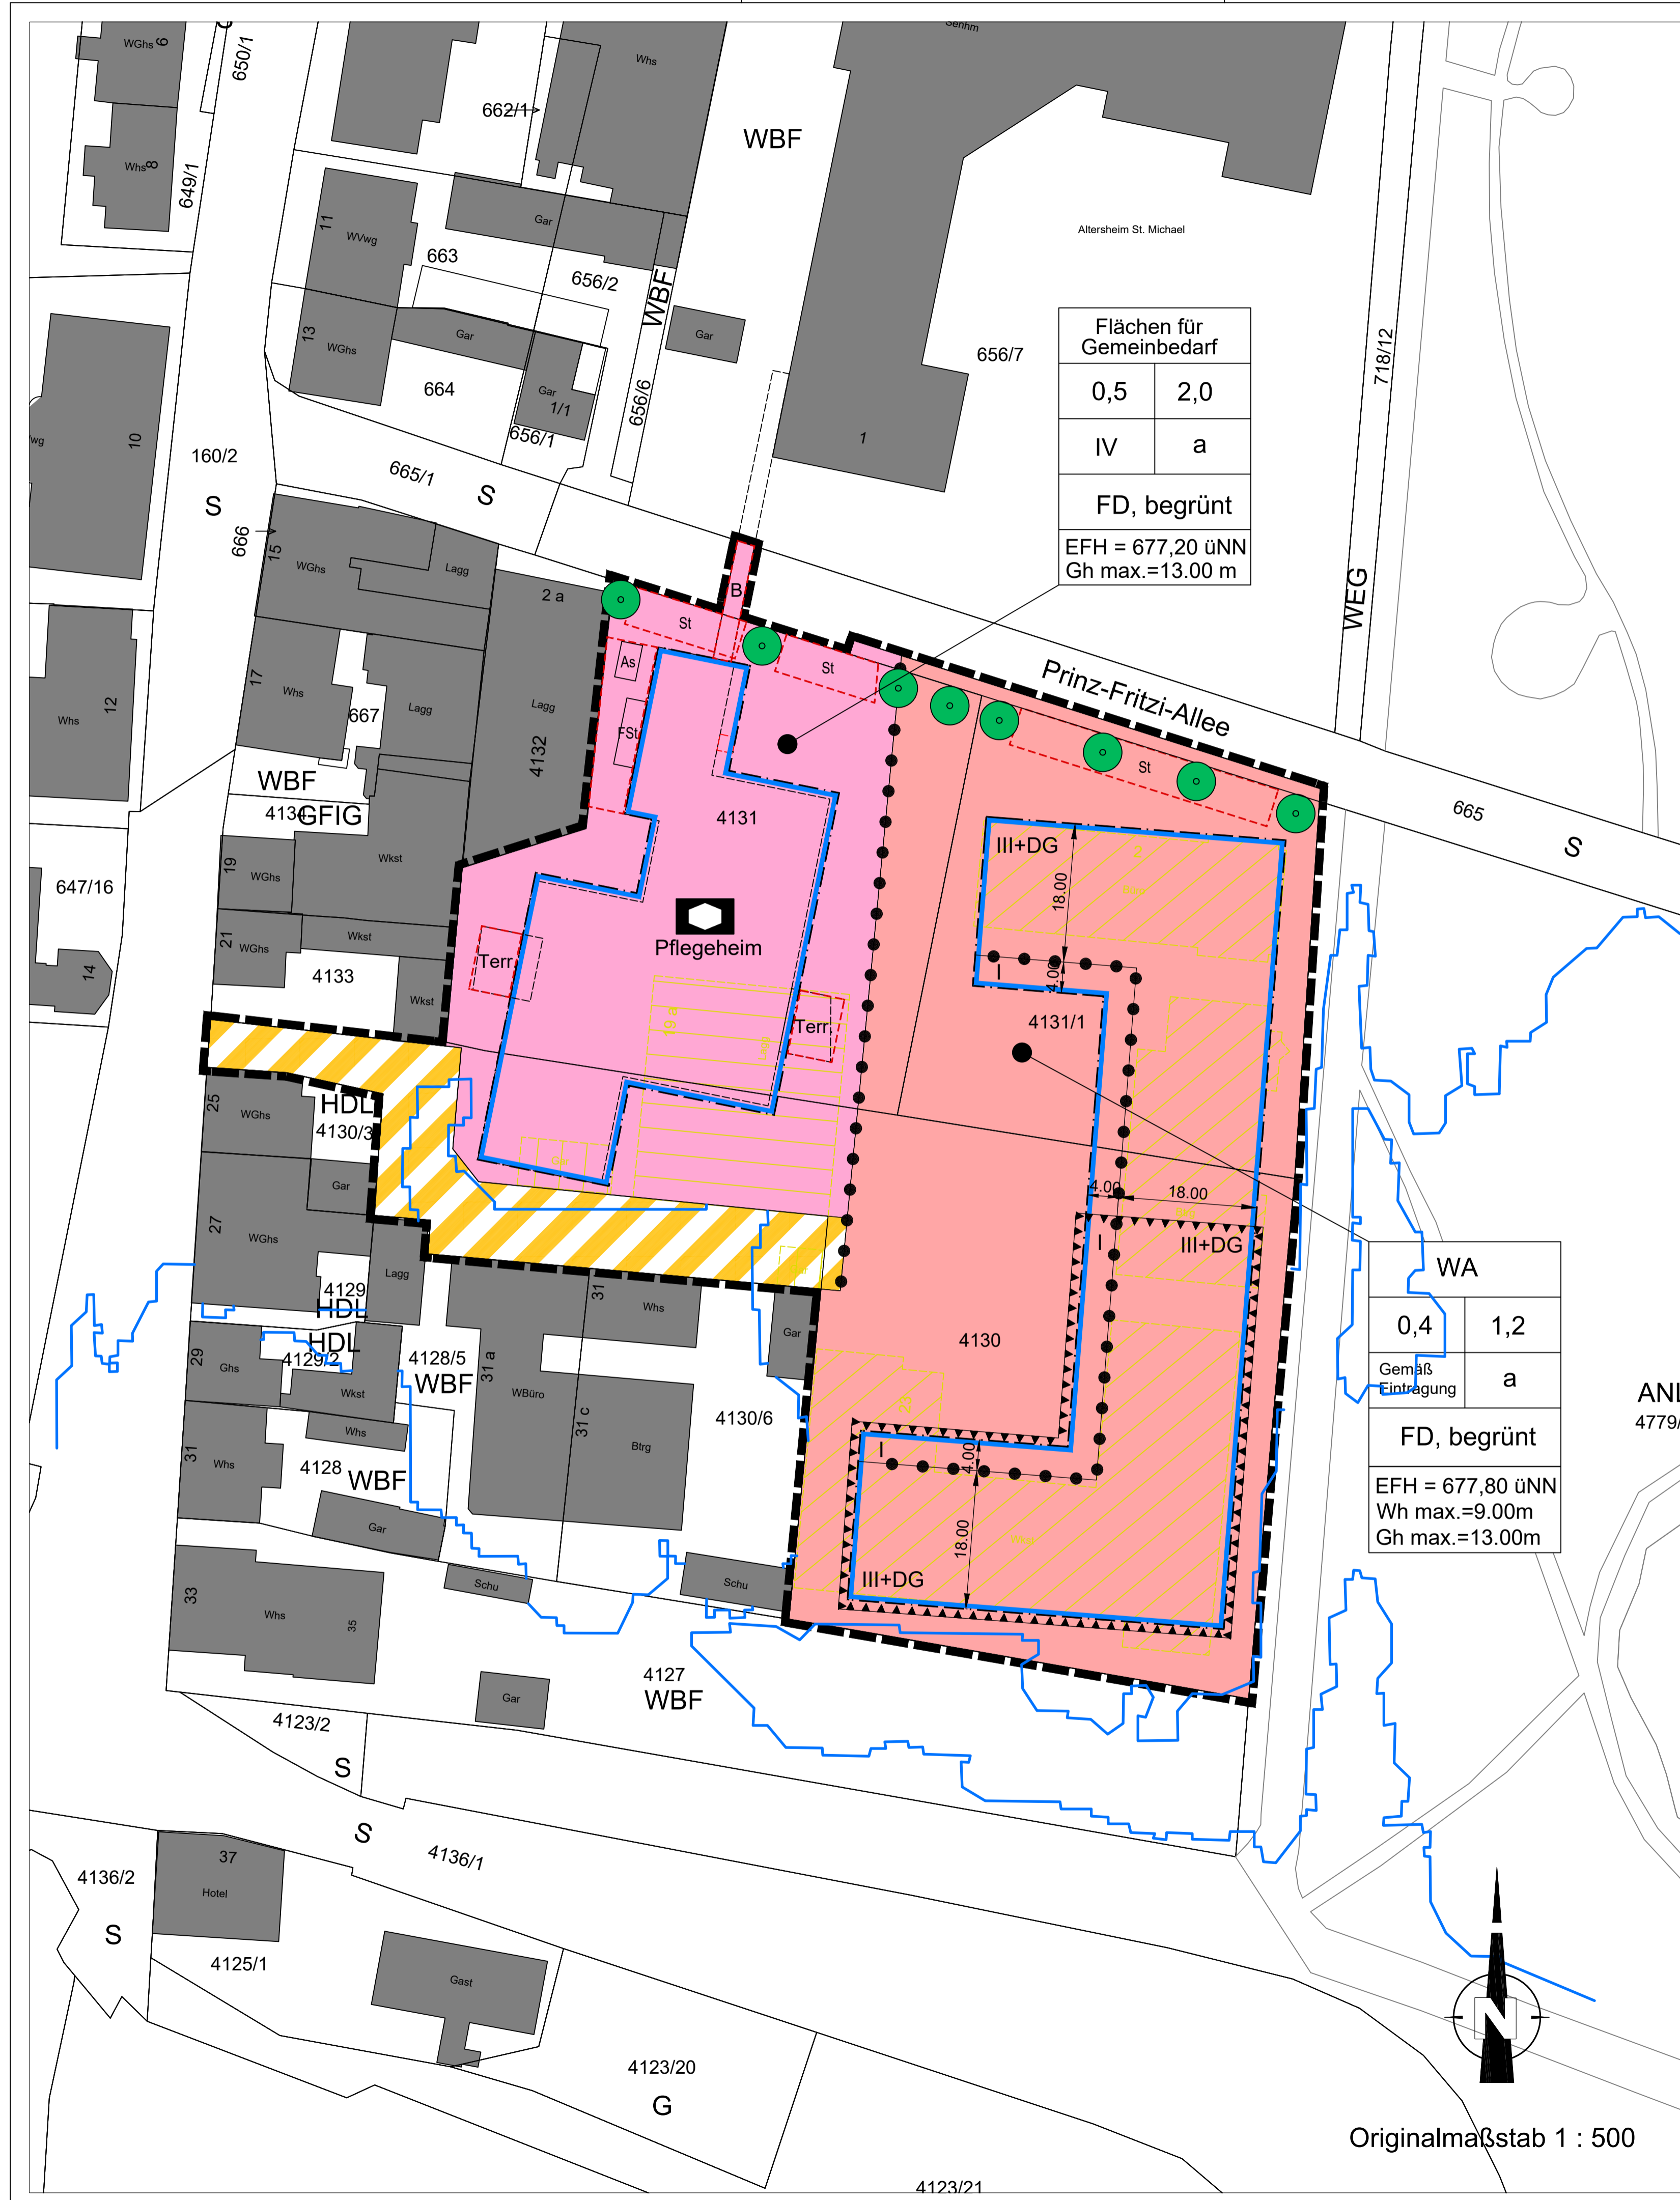 WGhs
6
650/1
Whs
662/1
WBF
Whs
8
649/1
11
WVwg
Gar
663
656/2
WBF
Altersheim St. Michael
13
WGhs
Gar
Gar
Gar
1/1
664
656/1
656/6
656/7
1
718/12
Flächen für
Gemeinbedarf
0,5
2,0
IV
a
FD, begrünt
EFH = 677,20 üNN
Gh max.=13.00 m
10
160/2
S
665/1
S
666
15
WGhs
Lagg
2 a
B
St
St
As
FSt
WEG
Prinz-Fritzi-Allee
St
665
S
12
Whs
17
Whs
667
Lagg
Lagg
4132
WBF
4134
GFIG
4131
III+DG
2
18.00
19
WGhs
Wkst
647/16
Pflegeheim
21
WGhs
Wkst
14
4133
Wkst
Terr.
Terr.
I
4.00
4131/1
25
WGhs
HDL
4130/3
Gar
27
WGhs
4.00
18.00
I
III+DG
4129
HDL
Lagg
31
Whs
Gar
4130
WA
0,4
1,2
Gemäß
Eintragung
a
FD, begrünt
EFH = 677,80 üNN
Wh max.=9.00m
Gh max.=13.00m
29
Ghs
HDL
4129/2
Wkst
4128/5
WBF
31 a
WBüro
31 c
Btrg
4130/6
23
31
Whs
Whs
4128
WBF
Gar
I
4.00
18.00
III+DG
33
Whs
35
Schu
Schu
Gar
4127
WBF
4123/2
S
S
4136/1
4136/2
S
37
Hotel
4125/1
Gast
4123/20
G
N
Originalmaßstab 1 : 500
4123/21